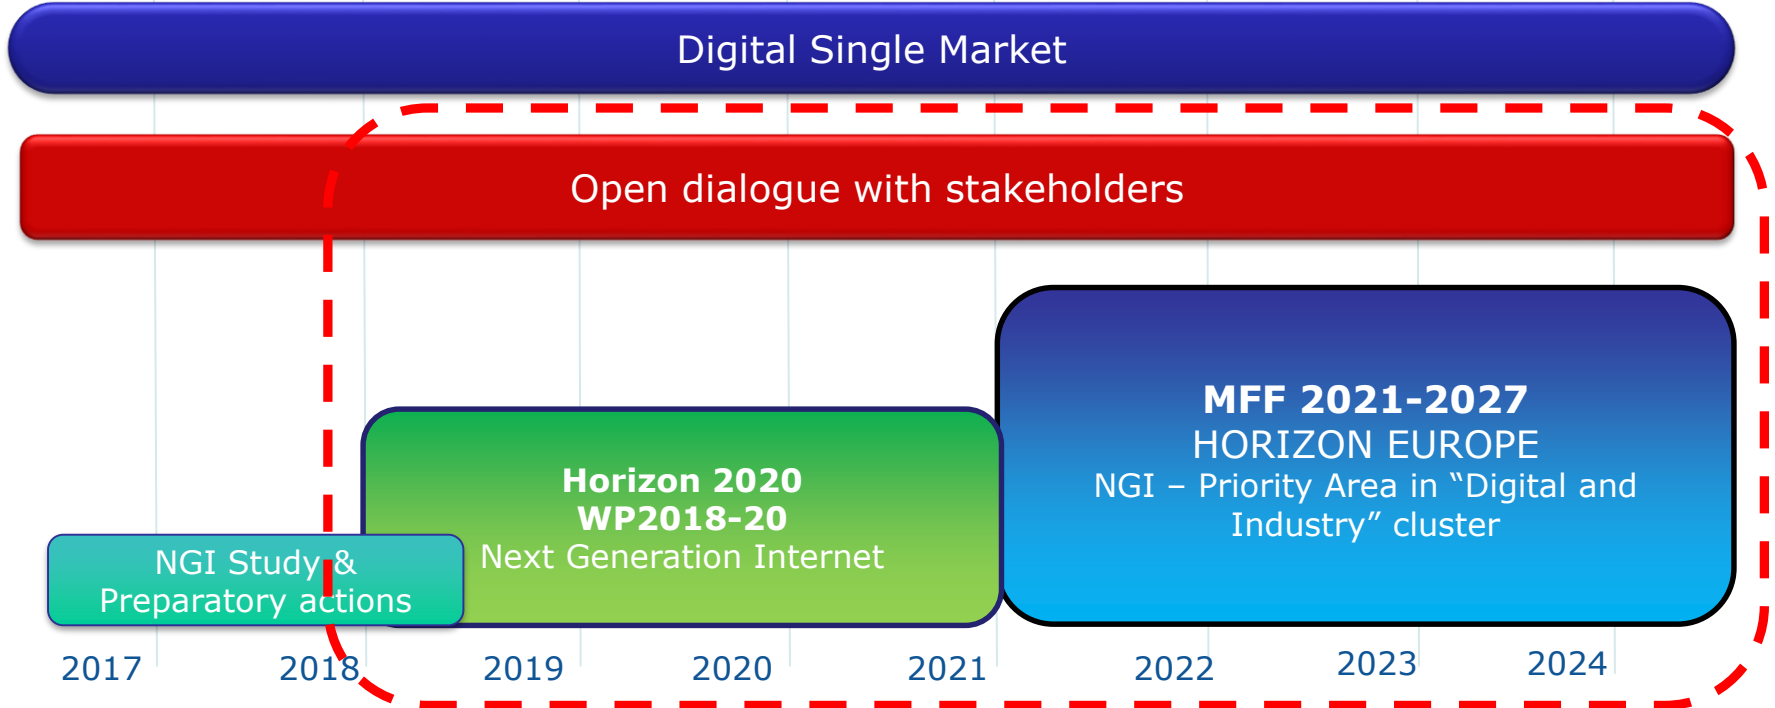 Digital Single Market
Open dialogue with stakeholders
MFF 2021-2027
HORIZON EUROPE
NGI – Priority Area in “Digital and
Industry” cluster
Horizon 2020
WP2018-20
Next Generation Internet
NGI Study &
Preparatory actions
2017 2018 2019 2020 2021 2022 2023 2024